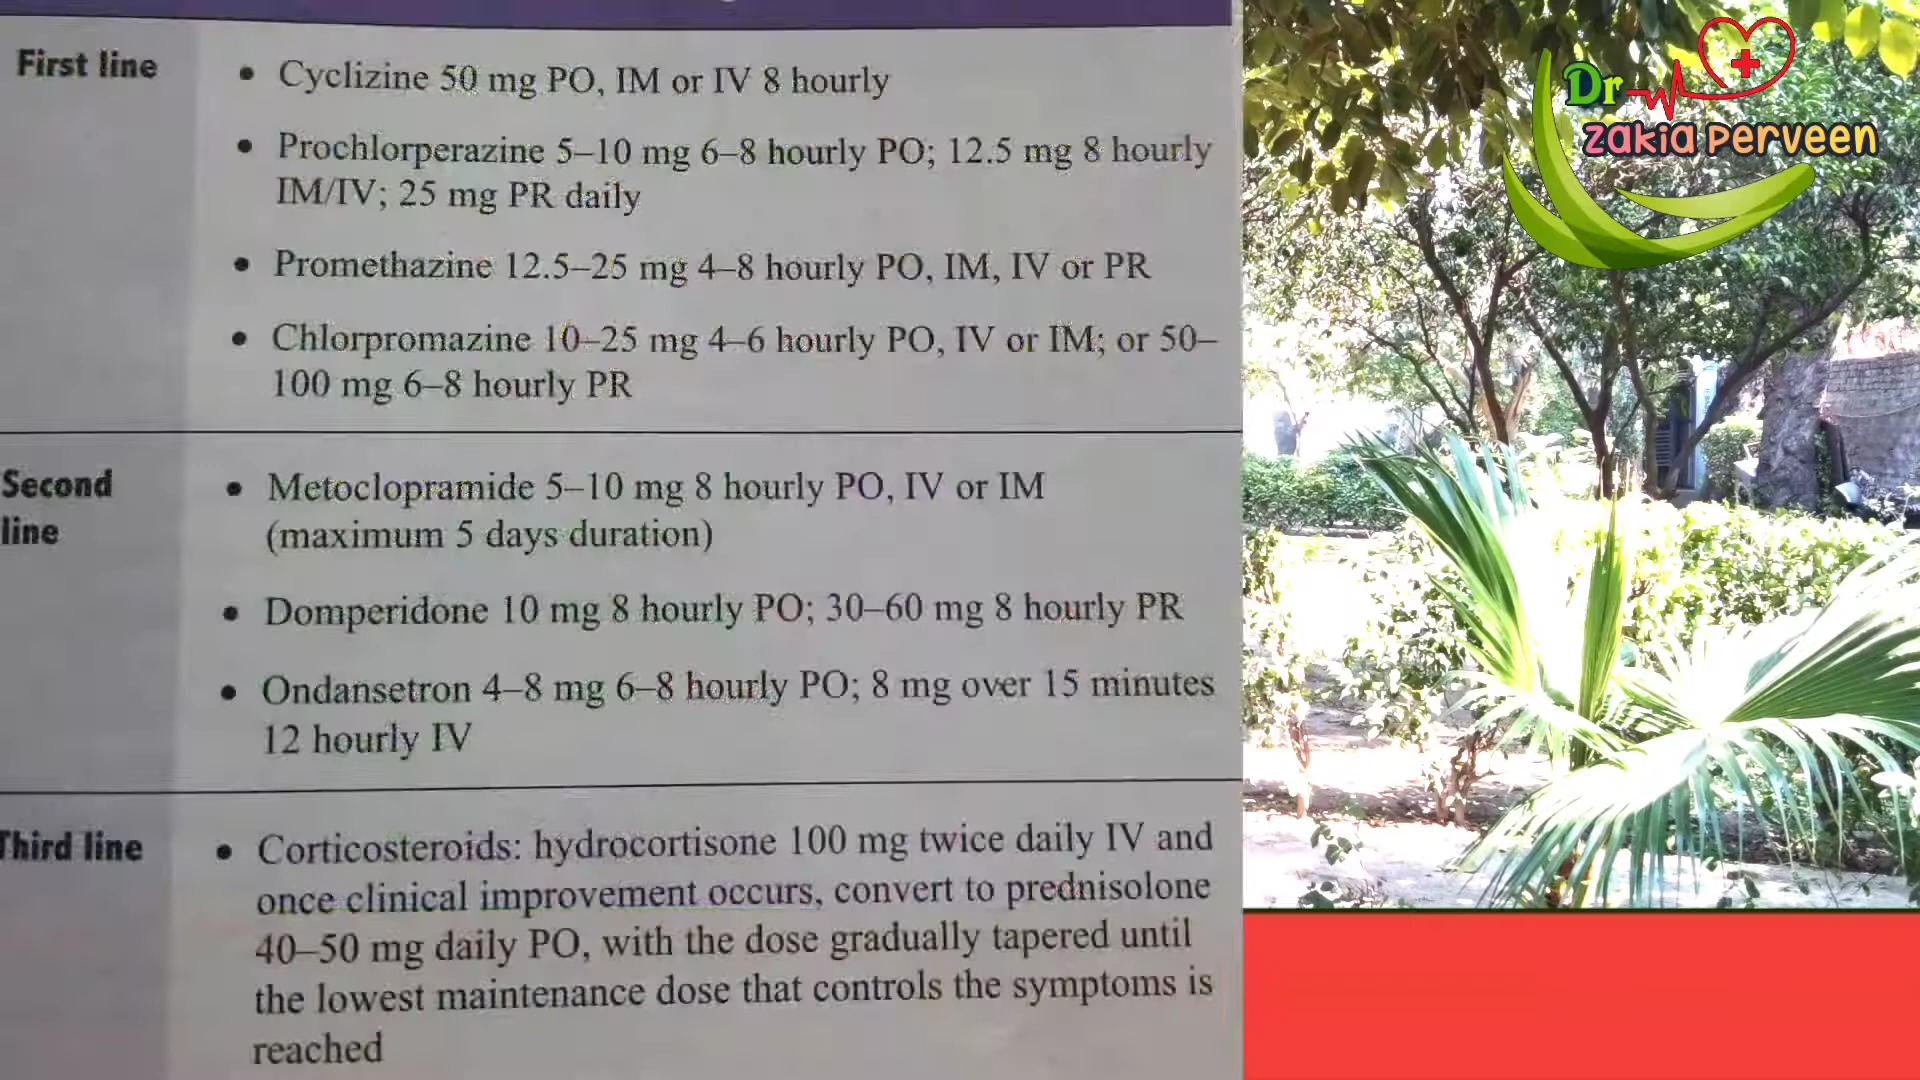 First line
• Cyclizine 50 mg PO, IM or IV 8 hourly
• Prochlorperazine 5–10 mg 6–8 hourly PO; 12.5 mg 8 hourly
IM/IV; 25 mg PR daily
• Promethazine 12.5–25 mg 4–8 hourly PO, IM, IV or PR
• Chlorpromazine 10–25 mg 4–6 hourly PO, IV or IM; or 50–
100 mg 6–8 hourly PR
Second
line
• Metoclopramide 5–10 mg 8 hourly PO, IV or IM
(maximum 5 days duration)
• Domperidone 10 mg 8 hourly PO; 30–60 mg 8 hourly PR
• Ondansetron 4–8 mg 6–8 hourly PO; 8 mg over 15 minutes
12 hourly IV
Third line
• Corticosteroids: hydrocortisone 100 mg twice daily IV and
once clinical improvement occurs, convert to prednisolone
40–50 mg daily PO, with the dose gradually tapered until
the lowest maintenance dose that controls the symptoms is
reached
Dr
zakia perveen